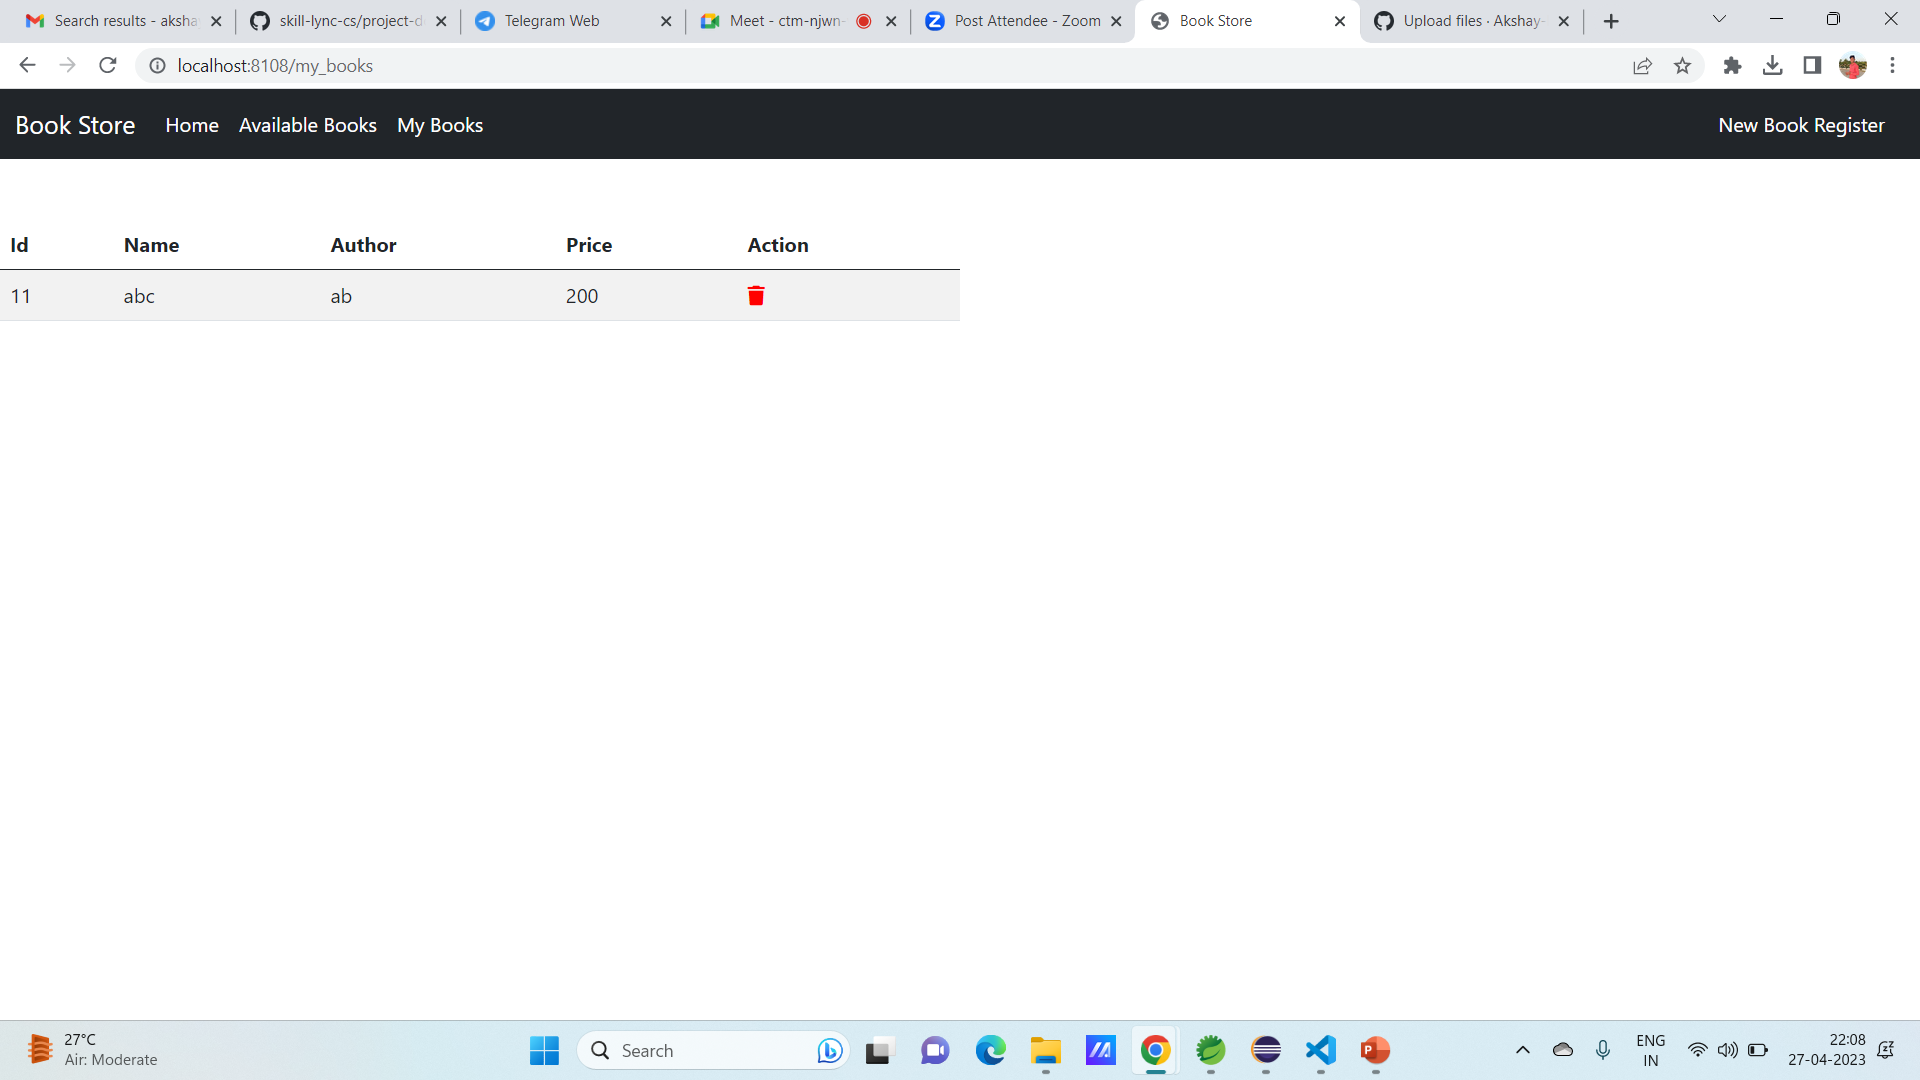 Search results - aksha
skill-lync-cs/project-d
Telegram Web
Meet - ctm-njwn-
Post Attendee - Zoom
Book Store
Upload files · Akshay-
localhost:8108/my_books
Book Store Home Available Books My Books New Book Register
Id Name Author Price Action
11 abc ab 200
27°C
Air: Moderate
Search
ENG
IN
22:08
27-04-2023